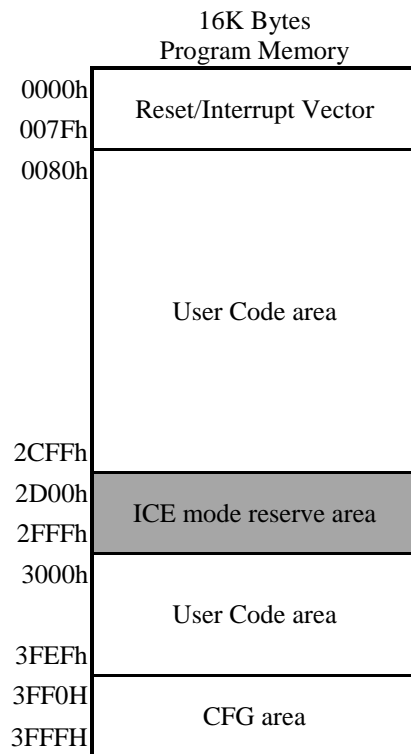 16K Bytes
Program Memory
0000h
Reset/Interrupt Vector
007Fh
0080h
User Code area
2CFFh
2D00h
ICE mode reserve area
2FFFh
3000h
User Code area
3FEFh
3FF0H
CFG area
3FFFH